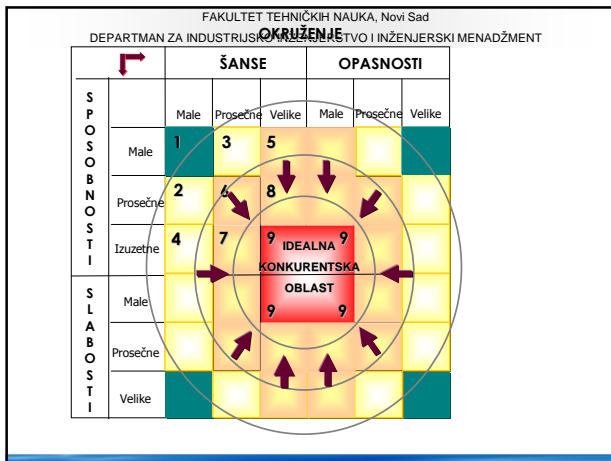 FAKULTET TEHNIČKIH NAUKA, Novi Sad
DEPARTMAN ZA INDUSTRIJSKO INŽENJERSTVO I INŽENJERSKI MENADŽMENT
OKRUŽENJE
ŠANSE
OPASNOSTI
Male Prosečne Velike Male Prosečne Velike
SPOSOBNOSTI
Male
1 3 5
Prosečne
2 6 8
Izuzetne
4 7 9 9
IDEALNA
KONKURENTSKA
OBLAST
SLABOSTI
Male
9 9
Prosečne
Velike